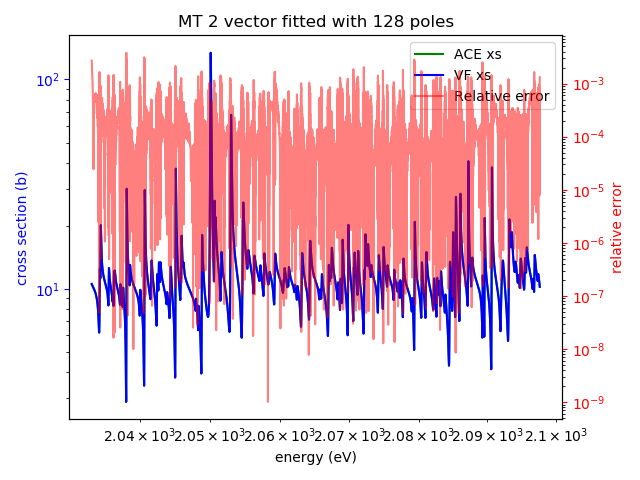 MT 2 vector fitted with 128 poles
ACE xs
VF xs
Relative error
cross section (b)
10²
10¹
relative error
10⁻³
10⁻⁴
10⁻⁵
10⁻⁶
10⁻⁷
10⁻⁸
10⁻⁹
2.04 × 10³ 2.05 × 10³ 2.06 × 10³ 2.07 × 10³ 2.08 × 10³ 2.09 × 10³ 2.1 × 10³
energy (eV)